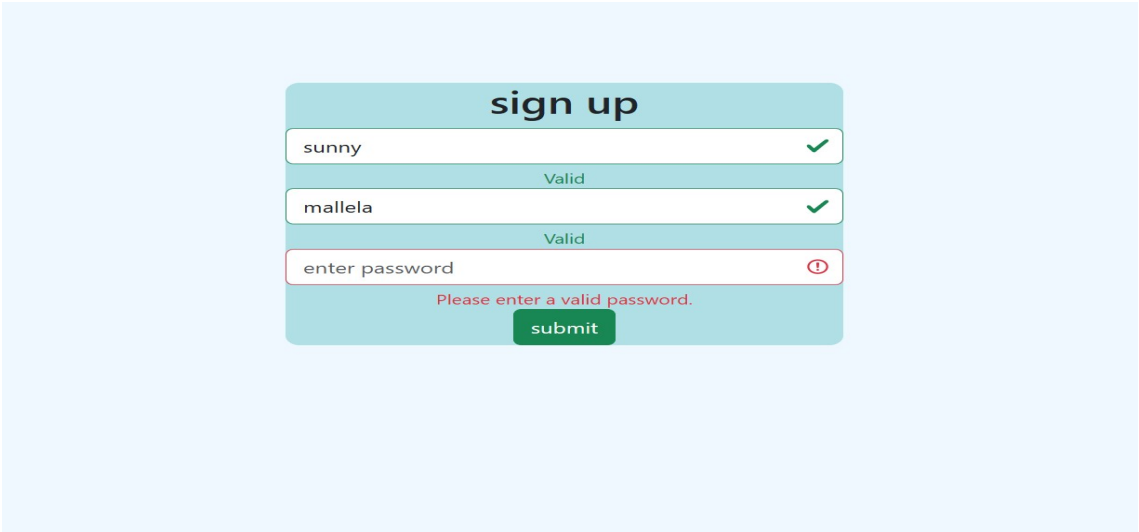 sign up
sunny
Valid
mallela
Valid
enter password
Please enter a valid password.
submit